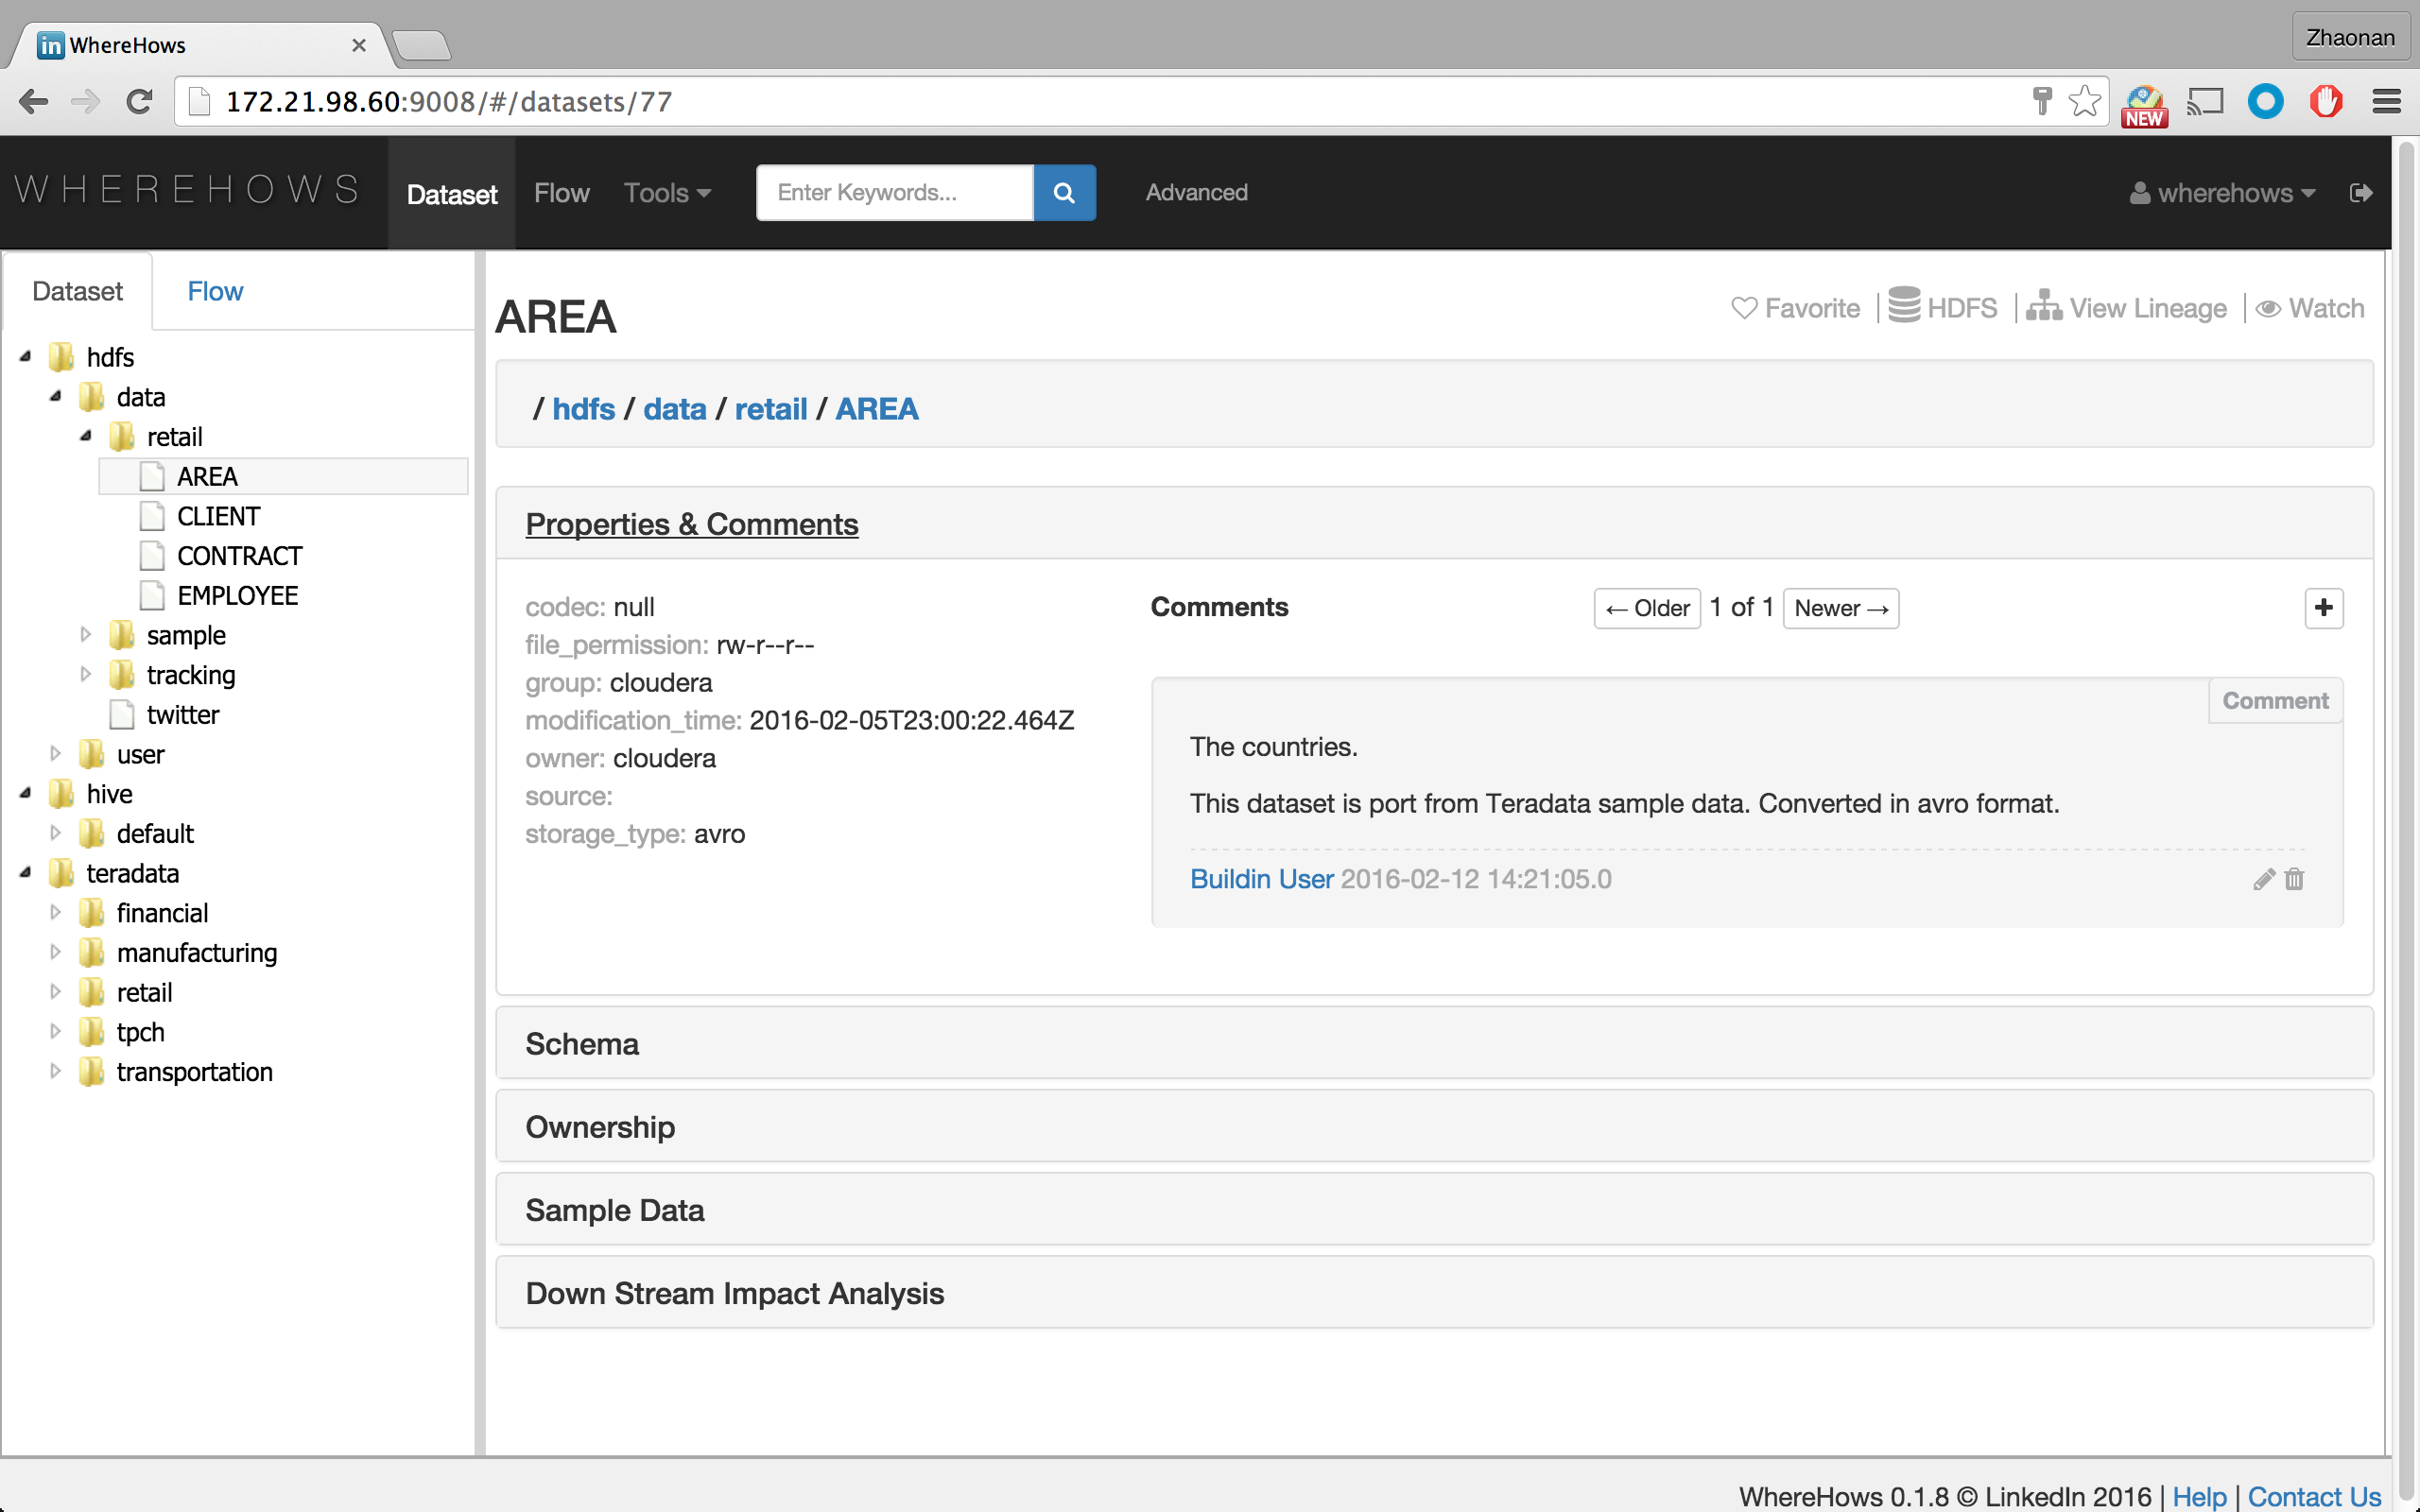 WhereHows
Zhaonan
172.21.98.60:9008/#/datasets/77
NEW
WHEREHOWS
Dataset
Flow
Tools
Enter Keywords...
Advanced
wherehows
Dataset
Flow
hdfs
data
retail
AREA
CLIENT
CONTRACT
EMPLOYEE
sample
tracking
twitter
user
hive
default
teradata
financial
manufacturing
retail
tpch
transportation
AREA
Favorite | HDFS | View Lineage | Watch
/ hdfs / data / retail / AREA
Properties & Comments
codec: null
file_permission: rw-r--r--
group: cloudera
modification_time: 2016-02-05T23:00:22.464Z
owner: cloudera
source:
storage_type: avro
Comments
← Older 1 of 1 Newer →
+
Comment
The countries.
This dataset is port from Teradata sample data. Converted in avro format.
Buildin User 2016-02-12 14:21:05.0
Schema
Ownership
Sample Data
Down Stream Impact Analysis
WhereHows 0.1.8 © LinkedIn 2016 | Help | Contact Us